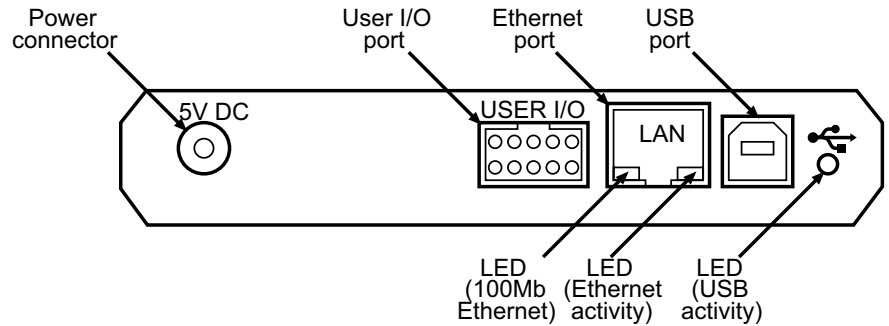 Power
connector
User I/O
port
Ethernet
port
USB
port
5V DC
USER I/O
LAN
LED
(100Mb
Ethernet)
LED
(Ethernet
activity)
LED
(USB
activity)